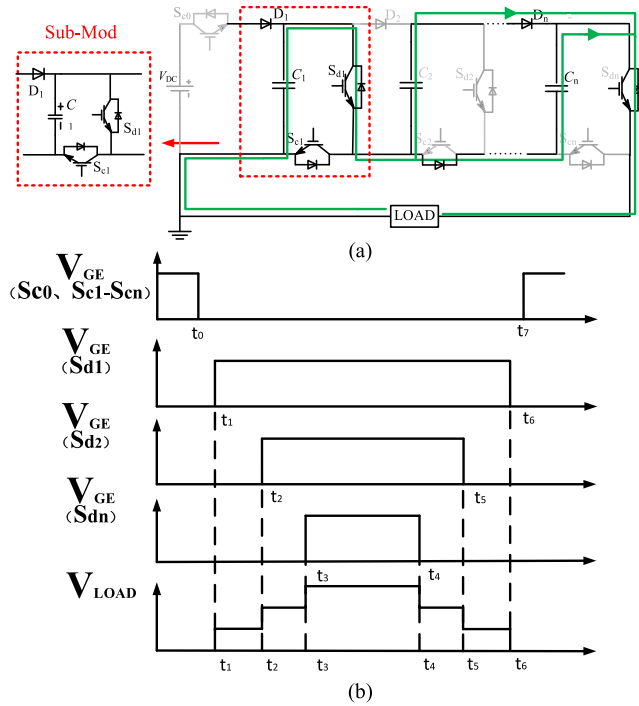 Sub-Mod
D1
C
1
Sd1
Sc1
VDC
Sc0
D1
C1
Sd1
Sc1
D2
C2
Sd2
Sc2
Dn
Cn
Sdn
Scn
LOAD
(a)
VGE
(Sc0、Sc1-Scn)
t0
t7
VGE
(Sd1)
t1
t6
VGE
(Sd2)
t2
t5
VGE
(Sdn)
t3
t4
VLOAD
t1 t2 t3 t4 t5 t6
(b)